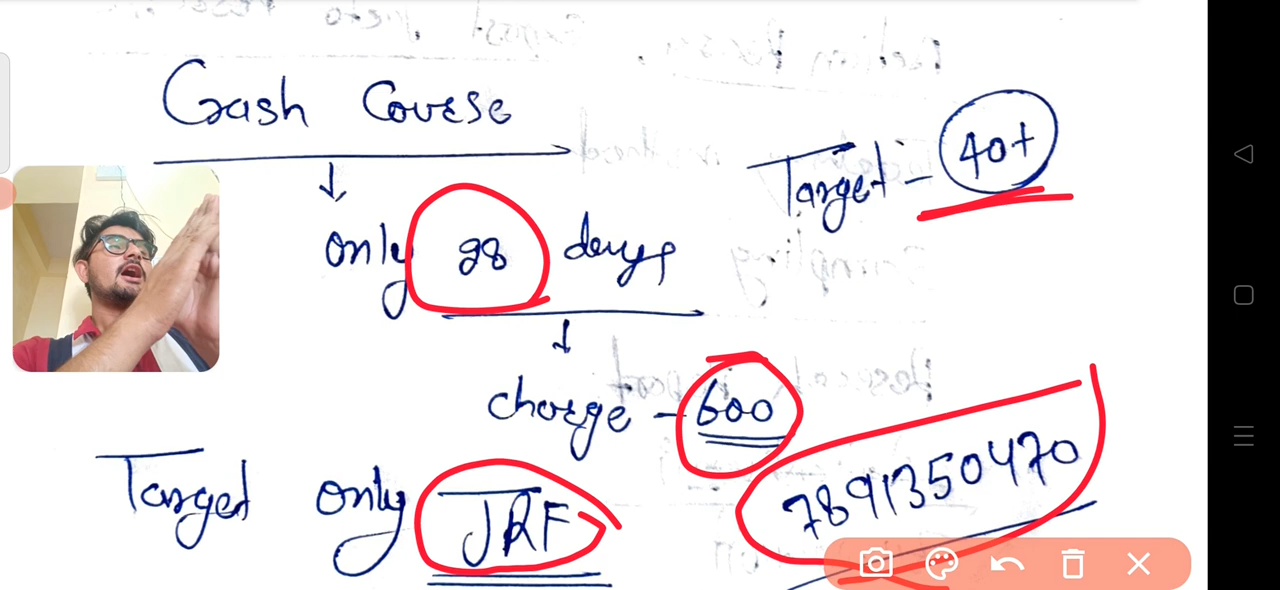 Crash Course
Target - 40+
only 28 days
charge - 600
Target only JRF
7891350470